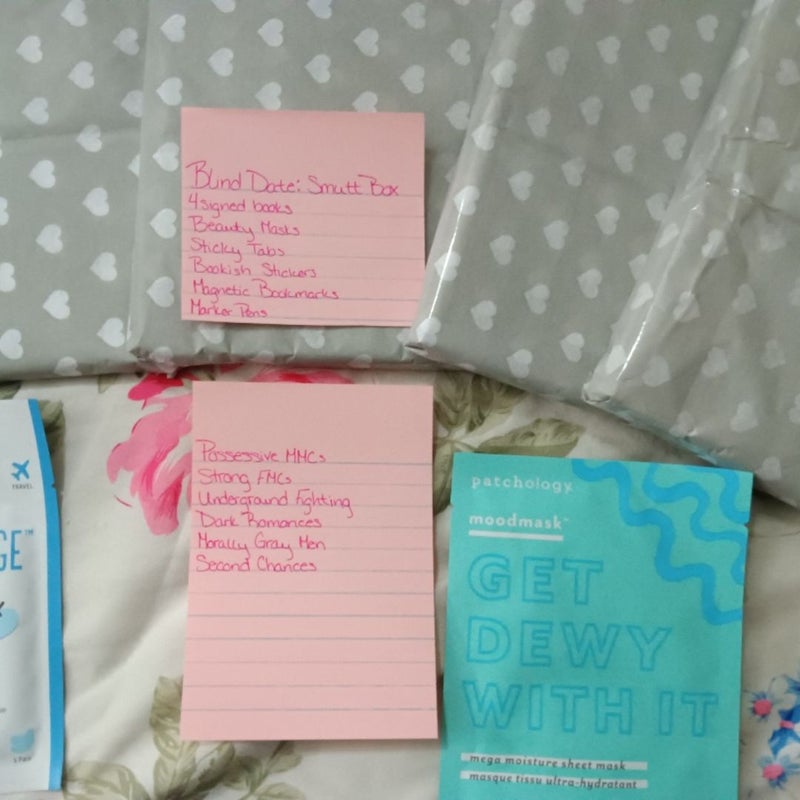 Blind Date: Smutt Box
4 signed books
Beauty Masks
Sticky Tabs
Bookish Stickers
Magnetic Bookmarks
Marker Pens
Possessive MMCs
Strong FMCs
Underground Fighting
Dark Romances
Morally Gray Men
Second Chances
TRAVEL
GE™
patchology
moodmask™
GET
DEWY
WITH IT
mega moisture sheet mask
masque tissu ultra-hydratant